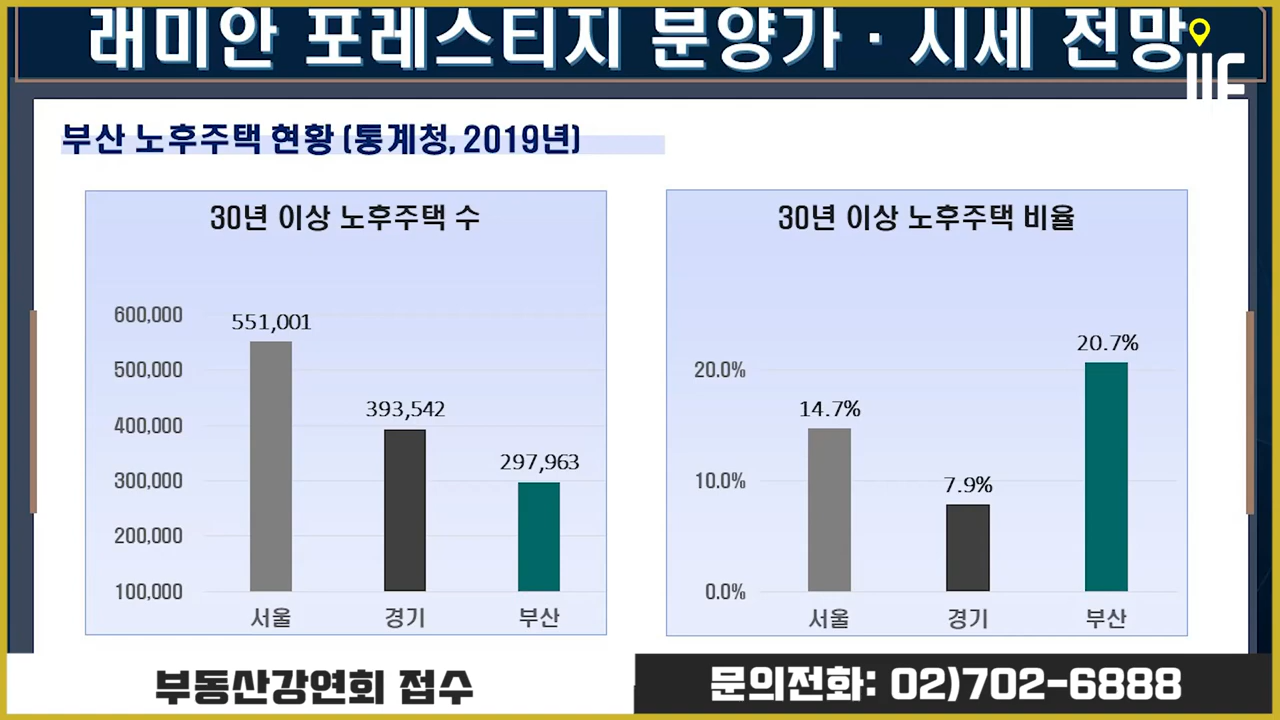 래미안 포레스티지 분양가 · 시세 전망
부산 노후주택 현황 (통계청, 2019년)
30년 이상 노후주택 수
600,000
500,000
400,000
300,000
200,000
100,000
551,001
393,542
297,963
서울
경기
부산
30년 이상 노후주택 비율
20.0%
10.0%
0.0%
14.7%
7.9%
20.7%
서울
경기
부산
부동산강연회 접수
문의전화: 02)702-6888